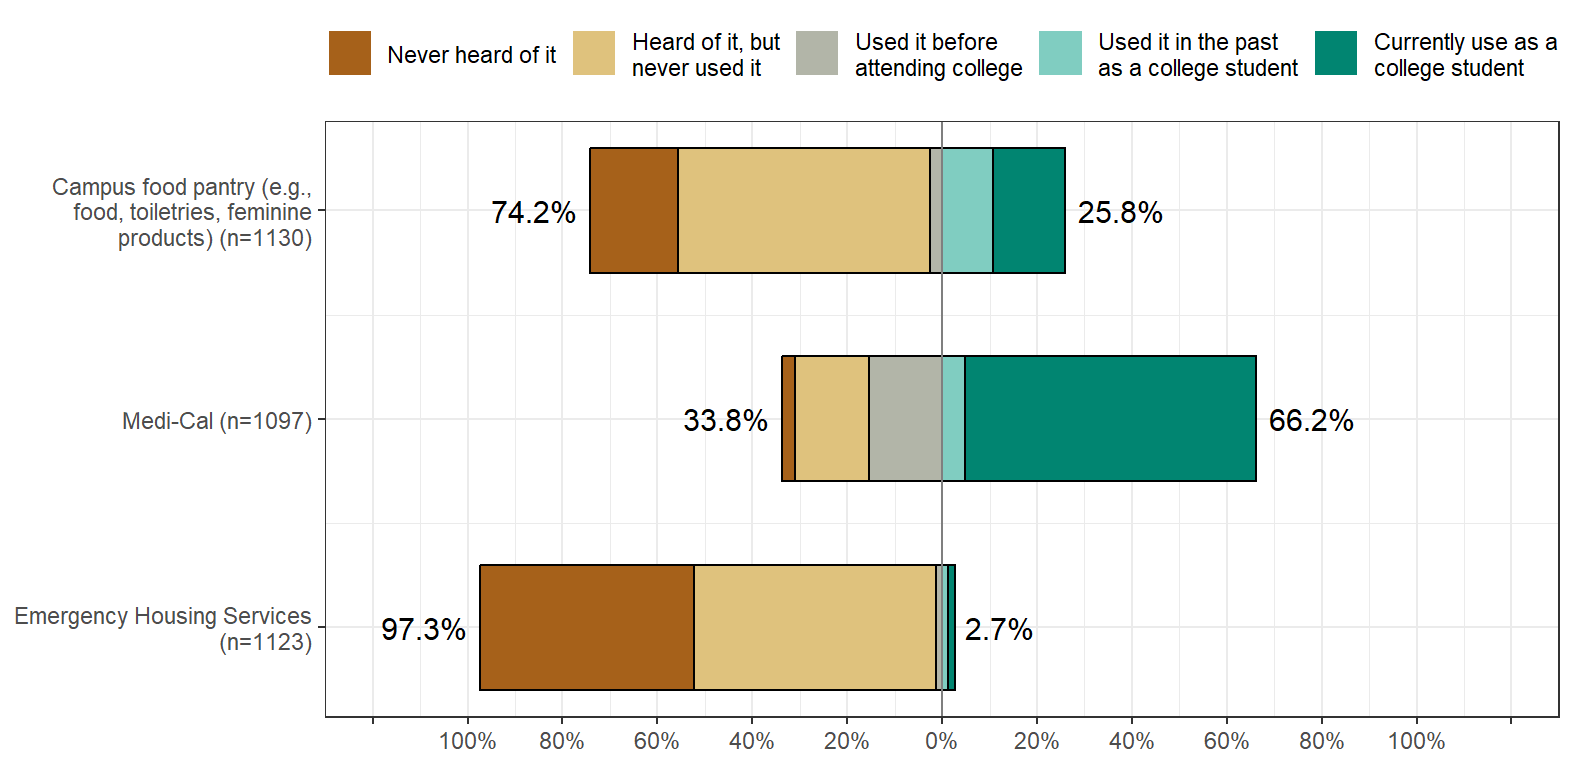 Never heard of it
Heard of it, but
never used it
Used it before
attending college
Used it in the past
as a college student
Currently use as a
college student
Campus food pantry (e.g.,
food, toiletries, feminine
products) (n=1130)
74.2%
25.8%
Medi-Cal (n=1097)
33.8%
66.2%
Emergency Housing Services
(n=1123)
97.3%
2.7%
100% 80% 60% 40% 20% 0% 20% 40% 60% 80% 100%